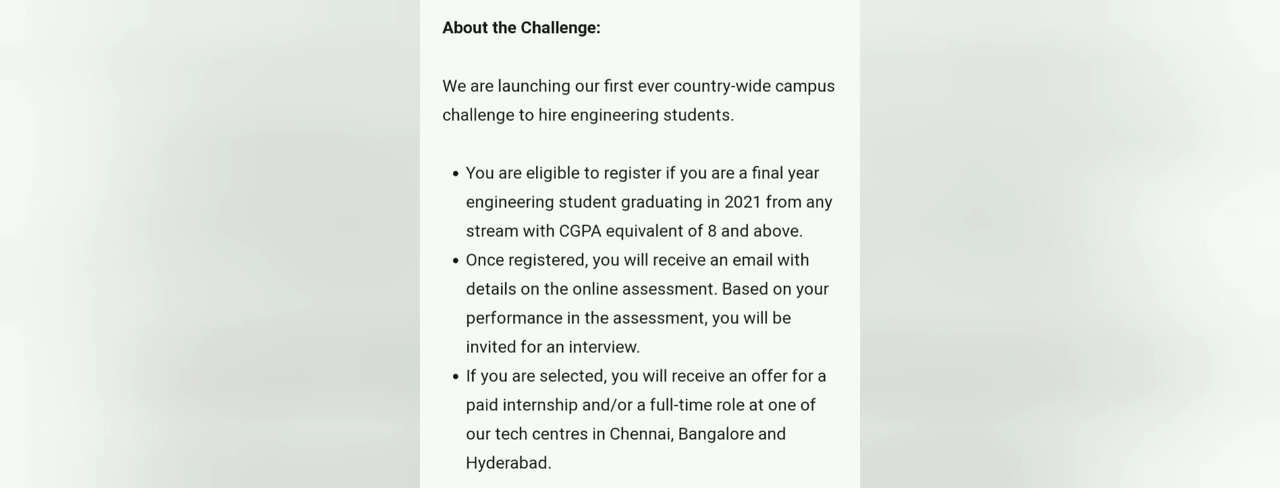 About the Challenge:
We are launching our first ever country-wide campus
challenge to hire engineering students.
• You are eligible to register if you are a final year
engineering student graduating in 2021 from any
stream with CGPA equivalent of 8 and above.
• Once registered, you will receive an email with
details on the online assessment. Based on your
performance in the assessment, you will be
invited for an interview.
• If you are selected, you will receive an offer for a
paid internship and/or a full-time role at one of
our tech centres in Chennai, Bangalore and
Hyderabad.